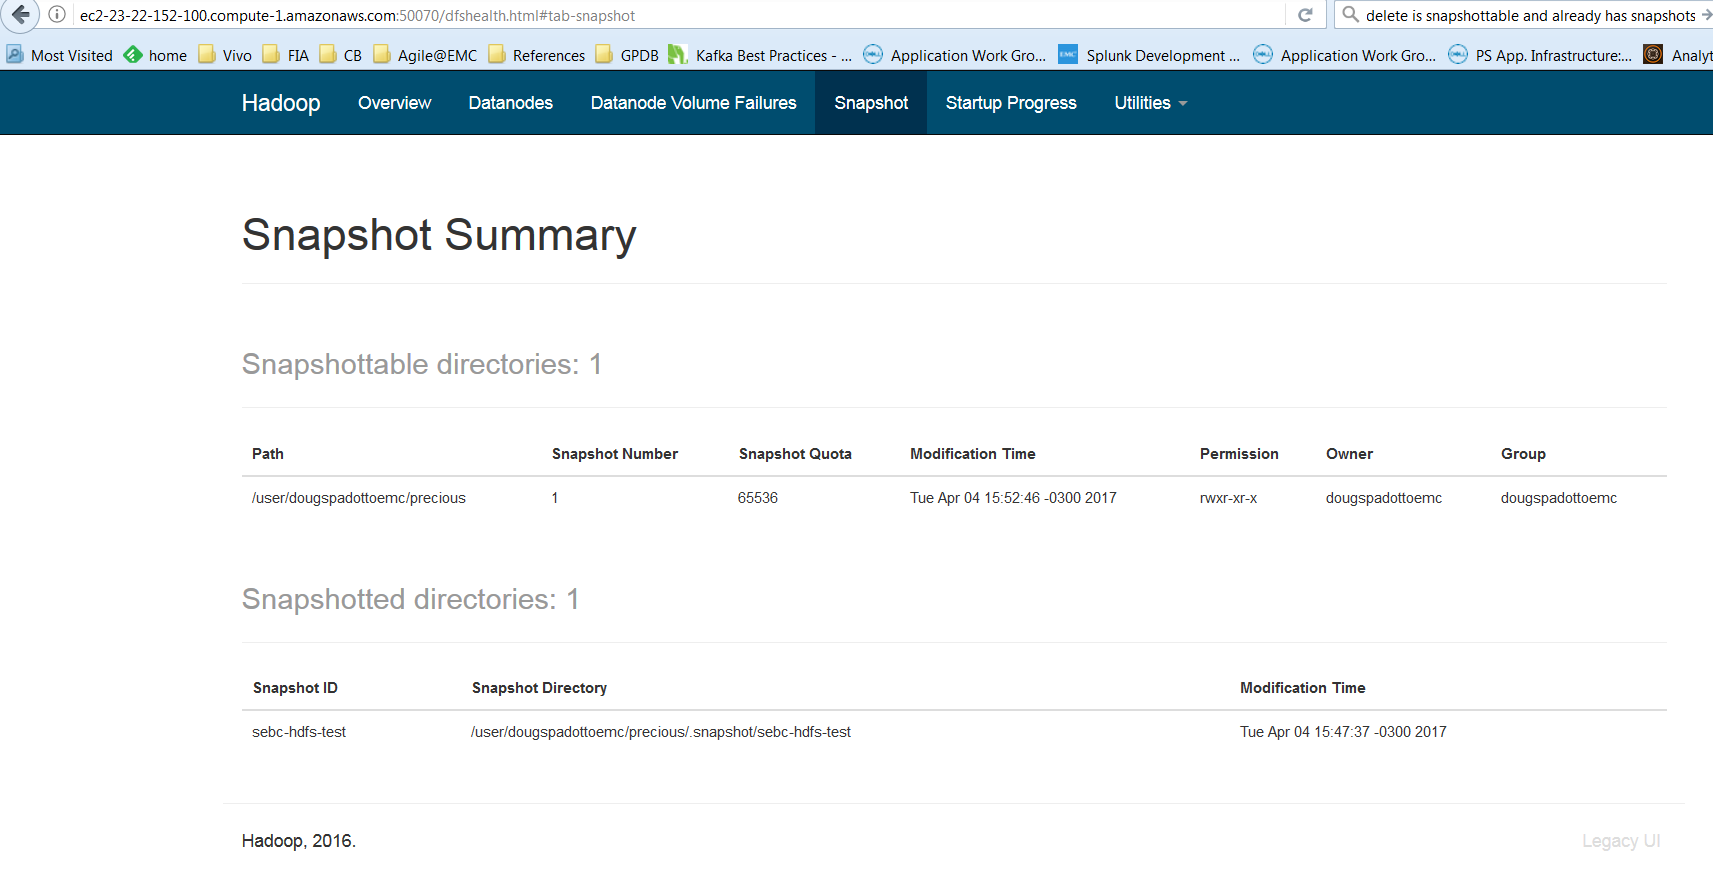 ec2-23-22-152-100.compute-1.amazonaws.com:50070/dfshealth.html#tab-snapshot delete is snapshottable and already has snapshots
Most Visited home Vivo FIA CB Agile@EMC References GPDB Kafka Best Practices - ... Application Work Gro... Splunk Development ... Application Work Gro... PS App. Infrastructure:... Analyt
Hadoop Overview Datanodes Datanode Volume Failures Snapshot Startup Progress Utilities
Snapshot Summary
Snapshottable directories: 1
Path Snapshot Number Snapshot Quota Modification Time Permission Owner Group
/user/dougspadottoemc/precious 1 65536 Tue Apr 04 15:52:46 -0300 2017 rwxr-xr-x dougspadottoemc dougspadottoemc
Snapshotted directories: 1
Snapshot ID Snapshot Directory Modification Time
sebc-hdfs-test /user/dougspadottoemc/precious/.snapshot/sebc-hdfs-test Tue Apr 04 15:47:37 -0300 2017
Hadoop, 2016. Legacy UI